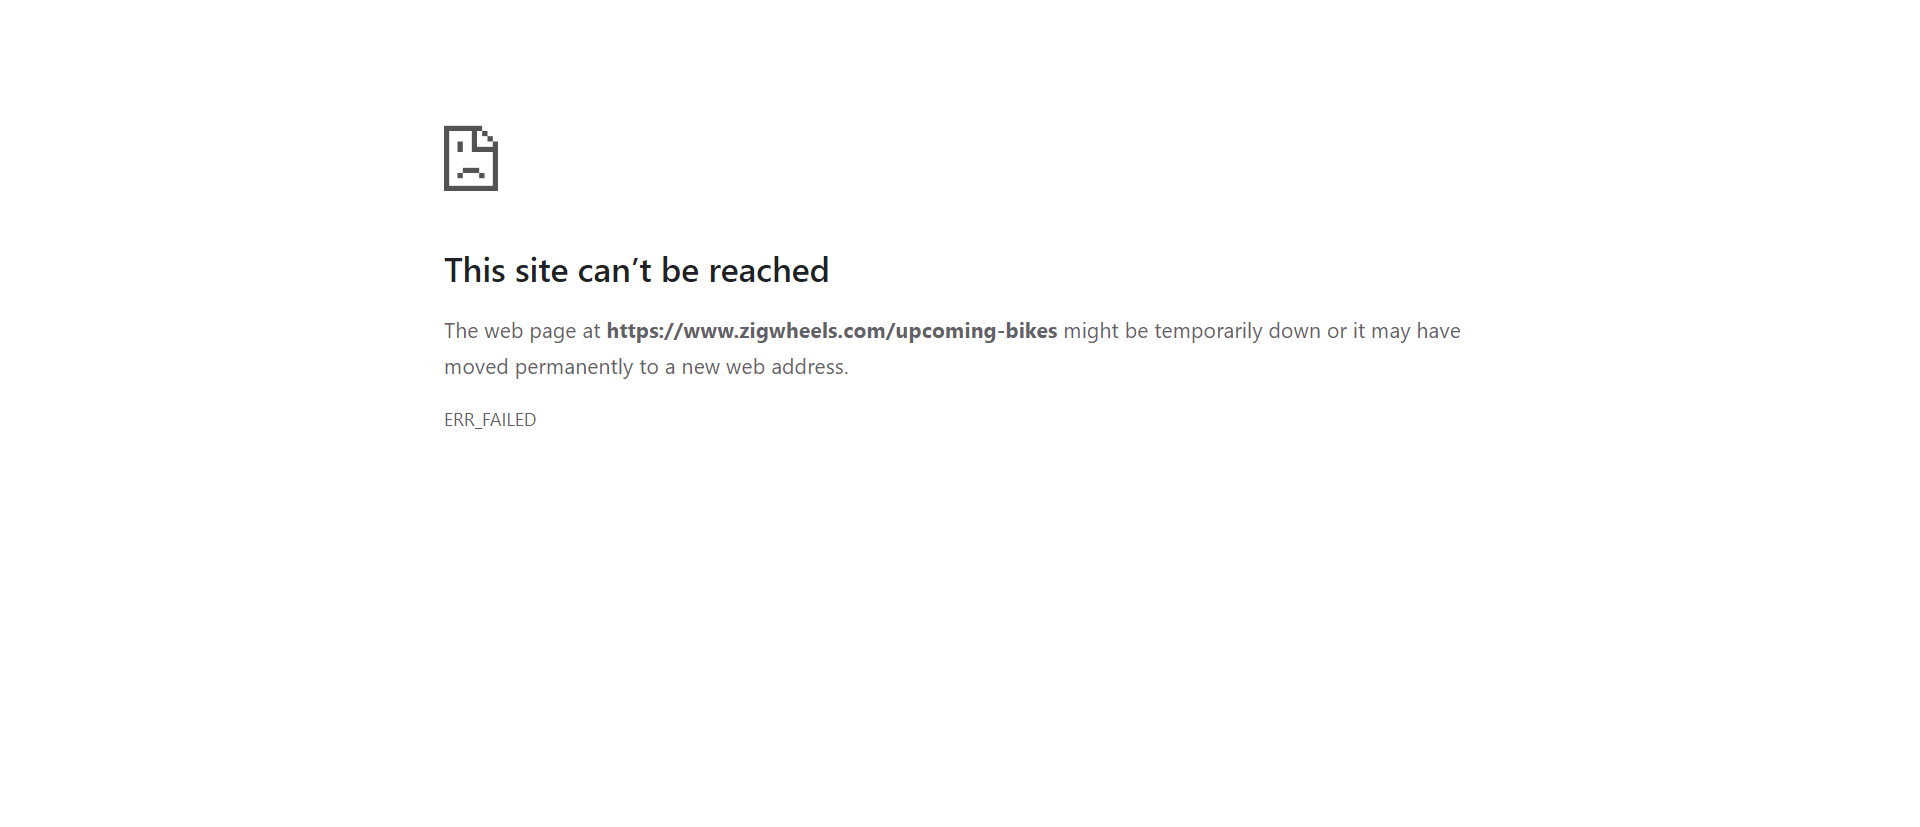 This site can’t be reached
The web page at https://www.zigwheels.com/upcoming-bikes might be temporarily down or it may have
moved permanently to a new web address.
ERR_FAILED